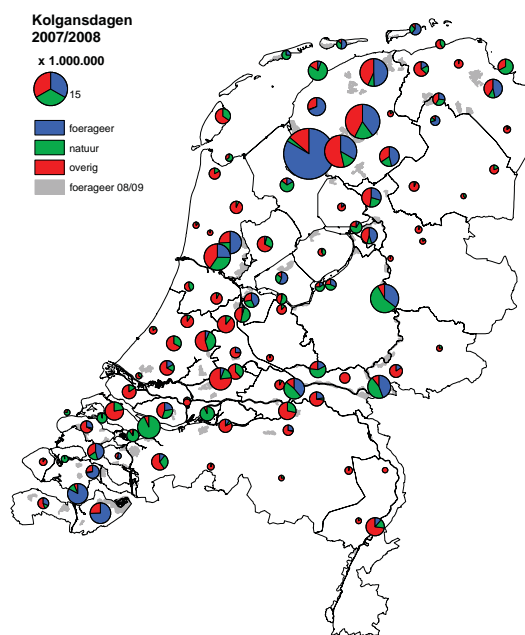 Kolgansdagen
2007/2008
x 1.000.000
15
foerageer
natuur
overig
foerageer 08/09